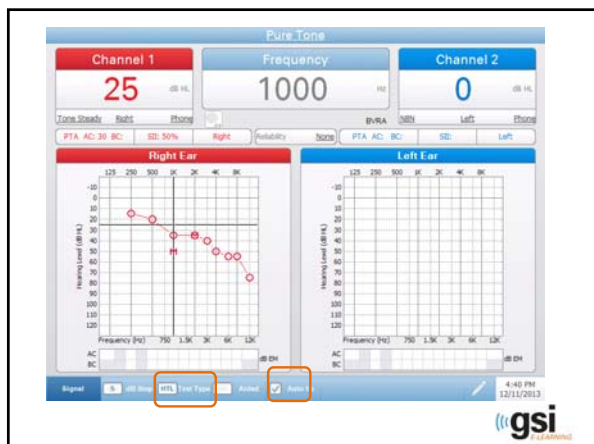 Pure Tone
Channel 1
25 dB HL
Tone Steady Right Phone
Frequency
1000 Hz
BVRA
Channel 2
0 dB HL
NBN Left Phone
PTA AC: 30 BC: SII: 50% Right
Reliability None
PTA AC: BC: SII: Left
Right Ear
125 250 500 1K 2K 4K 8K
-10
0
10
20
30
40
50
60
70
80
90
100
110
120
Hearing Level (dB HL)
M
Frequency (Hz) 750 1.5K 3K 6K 12K
AC
BC
dB EM
Left Ear
125 250 500 1K 2K 4K 8K
-10
0
10
20
30
40
50
60
70
80
90
100
110
120
Hearing Level (dB HL)
Frequency (Hz) 750 1.5K 3K 6K 12K
AC
BC
dB EM
Signal 5 dB Step HTL Test Type Aided Auto
4:40 PM
12/11/2013
gsi
E-LEARNING